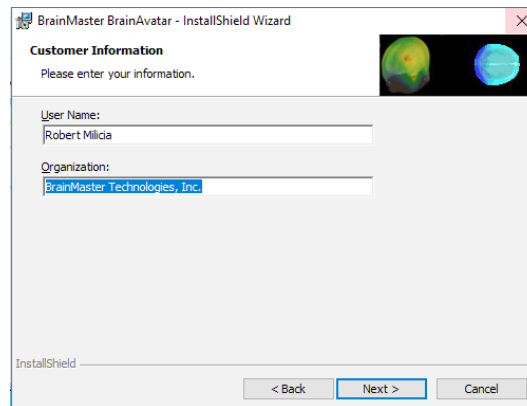 BrainMaster BrainAvatar - InstallShield Wizard
Customer Information
Please enter your information.
User Name:
Robert Milicia
Organization:
BrainMaster Technologies, Inc.
InstallShield
< Back Next > Cancel